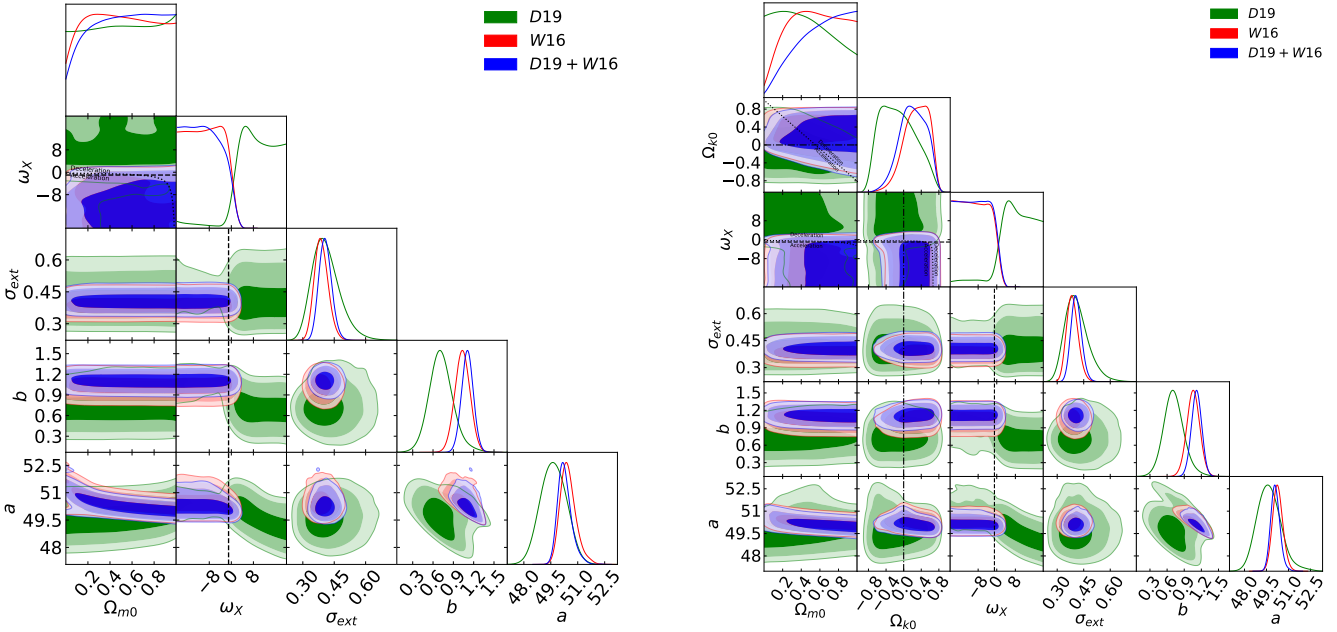 D19
W16
D19 + W16
ω_X
8
0
−8
Deceleration
Acceleration
σ_ext
0.6
0.45
0.3
b
1.5
1.2
0.9
0.6
0.3
a
52.5
51
49.5
48
0.2 0.4 0.6 0.8
−8 0 8
0.30 0.45 0.60
0.3 0.6 0.9 1.2 1.5
48.0 49.5 51.0 52.5
Ω_m0 ω_X σ_ext b a
D19
W16
D19 + W16
Ω_k0
0.8
0.4
0.0
−0.4
−0.8
Deceleration
Acceleration
ω_X
8
0
−8
Deceleration
Acceleration
σ_ext
0.6
0.45
0.3
b
1.5
1.2
0.9
0.6
0.3
a
52.5
51
49.5
48
0.2 0.4 0.6 0.8
−0.8 −0.4 0.0 0.4 0.8
−8 0 8
0.30 0.45 0.60
0.3 0.6 0.9 1.2 1.5
48.0 49.5 51.0 52.5
Ω_m0 Ω_k0 ω_X σ_ext b a